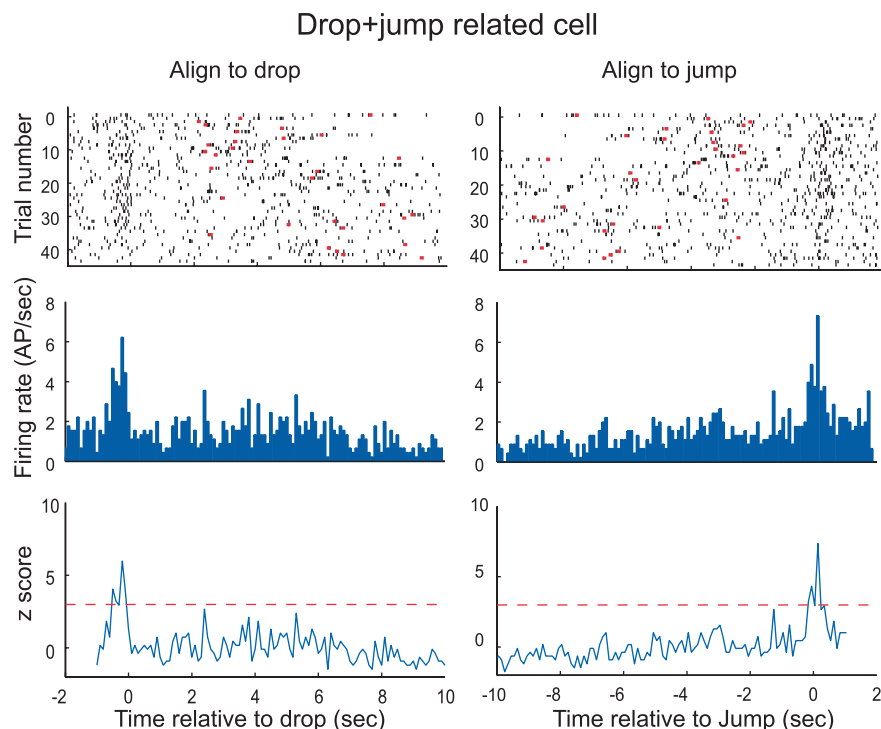 Drop+jump related cell
Align to drop
Align to jump
Trial number
0
10
20
30
40
0
10
20
30
40
Firing rate (AP/sec)
8
6
4
2
0
8
6
4
2
0
z score
10
5
0
10
5
0
-2 0 2 4 6 8 10
-10 -8 -6 -4 -2 0 2
Time relative to drop (sec)
Time relative to Jump (sec)